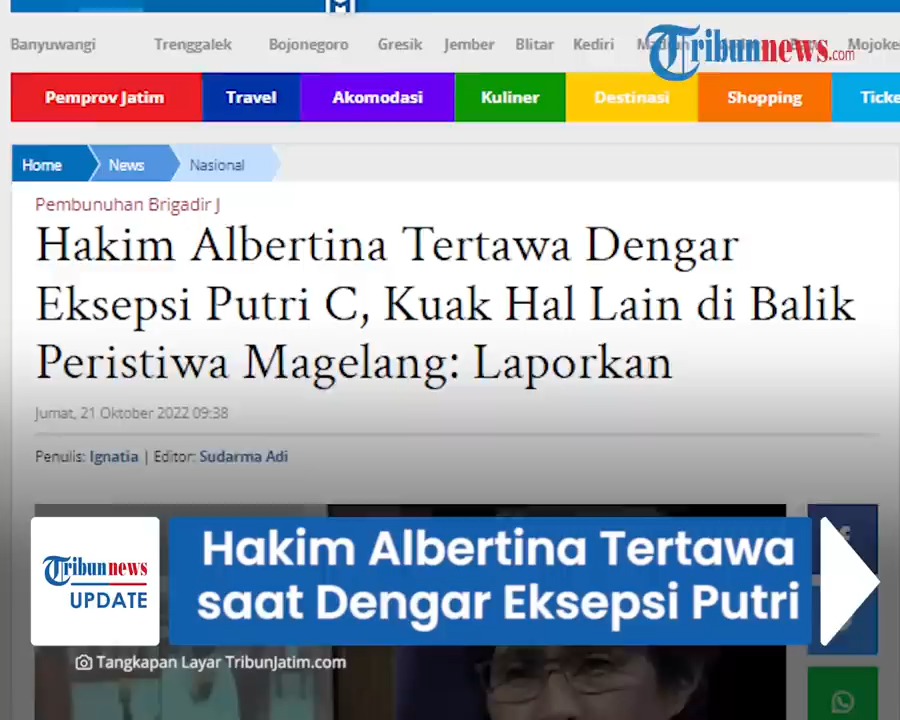 Banyuwangi Trenggalek Bojonegoro Gresik Jember Blitar Kediri
Tribunnews.com
Pemprov Jatim Travel Akomodasi Kuliner Destinasi Shopping
Home News Nasional
Pembunuhan Brigadir J
Hakim Albertina Tertawa Dengar
Eksepsi Putri C, Kuak Hal Lain di Balik
Peristiwa Magelang: Laporkan
Jumat, 21 Oktober 2022 09:38
Penulis: Ignatia | Editor: Sudarma Adi
Tribunnews
UPDATE
Hakim Albertina Tertawa
saat Dengar Eksepsi Putri
Tangkapan Layar TribunJatim.com